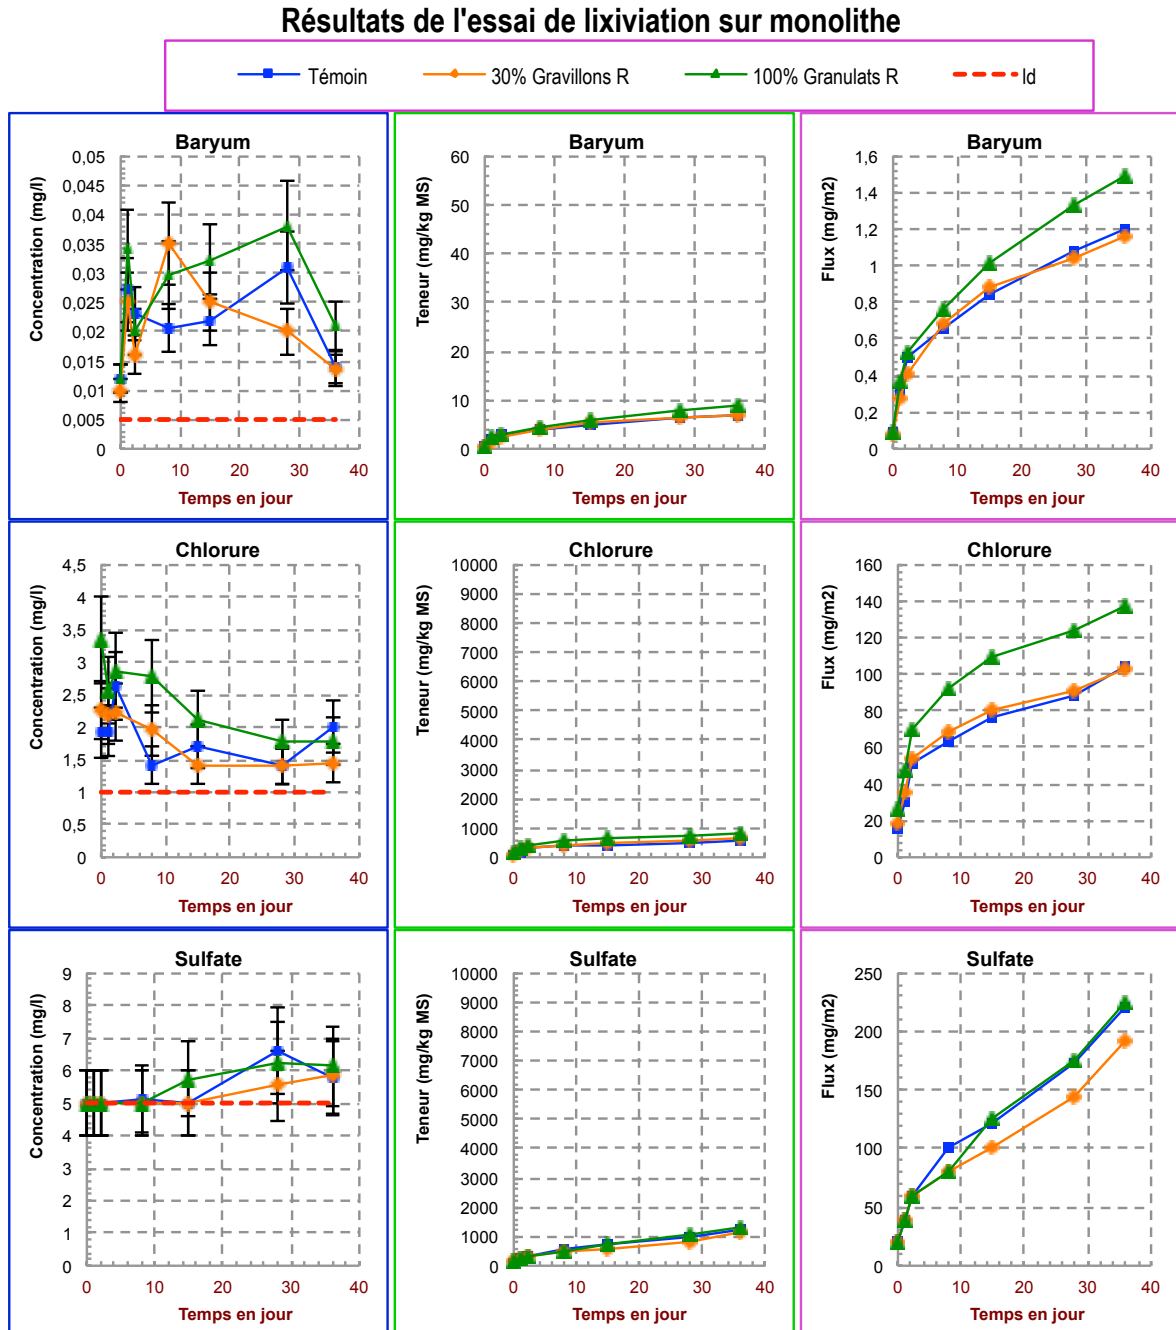 Résultats de l'essai de lixiviation sur monolithe
Témoin 30% Gravillons R 100% Granulats R ld
Baryum
Concentration (mg/l)
0,05
0,045
0,04
0,035
0,03
0,025
0,02
0,015
0,01
0,005
0
0 10 20 30 40
Temps en jour
Baryum
Teneur (mg/kg MS)
60
50
40
30
20
10
0
0 10 20 30 40
Temps en jour
Baryum
Flux (mg/m2)
1,6
1,4
1,2
1
0,8
0,6
0,4
0,2
0
0 10 20 30 40
Temps en jour
Chlorure
Concentration (mg/l)
4,5
4
3,5
3
2,5
2
1,5
1
0,5
0
0 10 20 30 40
Temps en jour
Chlorure
Teneur (mg/kg MS)
10000
9000
8000
7000
6000
5000
4000
3000
2000
1000
0
0 10 20 30 40
Temps en jour
Chlorure
Flux (mg/m2)
160
140
120
100
80
60
40
20
0
0 10 20 30 40
Temps en jour
Sulfate
Concentration (mg/l)
9
8
7
6
5
4
3
2
1
0
0 10 20 30 40
Temps en jour
Sulfate
Teneur (mg/kg MS)
10000
9000
8000
7000
6000
5000
4000
3000
2000
1000
0
0 10 20 30 40
Temps en jour
Sulfate
Flux (mg/m2)
250
200
150
100
50
0
0 10 20 30 40
Temps en jour